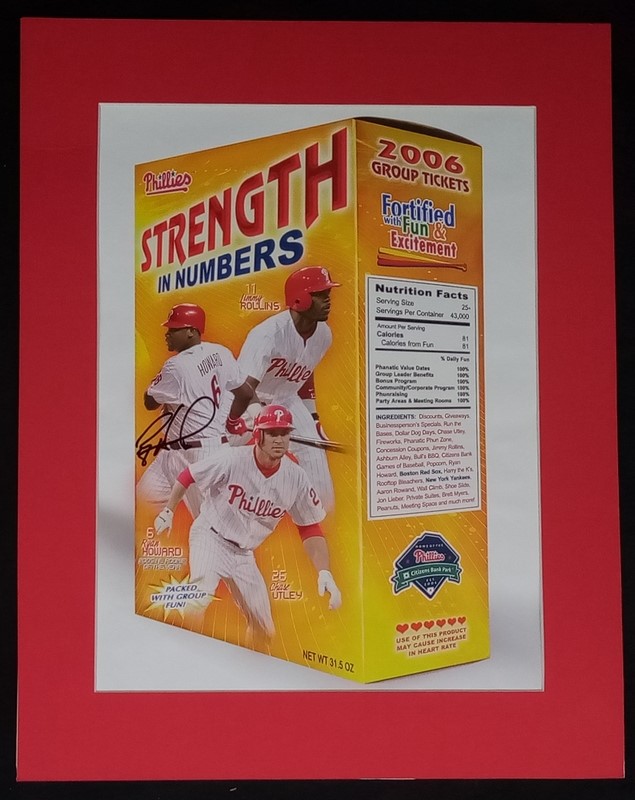 Phillies
STRENGTH
IN NUMBERS
11
Jimmy
ROLLINS
HOWARD
6
Phillies
P
Phillies
2
6
Ryan
HOWARD
26
Chase
UTLEY
PACKED
WITH GROUP
FUN!
NET WT 31.5 OZ
2006
GROUP TICKETS
Fortified
with Fun &
Excitement
Nutrition Facts
Serving Size 25+
Servings Per Container 43,000
Amount Per Serving
Calories 81
Calories from Fun 81
% Daily Fun
Phanatic Value Dates 100%
Group Leader Benefits 100%
Bonus Program 100%
Community/Corporate Program 100%
Phunraising 100%
Party Areas & Meeting Rooms 100%
INGREDIENTS: Discounts, Giveaways,
Businessperson's Specials, Run the
Bases, Dollar Dog Days, Chase Utley,
Fireworks, Phanatic Phun Zone,
Concession Coupons, Jimmy Rollins,
Ashburn Alley, Bull's BBQ, Citizens Bank
Games of Baseball, Popcorn, Ryan
Howard, Boston Red Sox, Harry the K's,
Rooftop Bleachers, New York Yankees,
Aaron Rowand, Wall Climb, Shoe Slide,
Jon Lieber, Private Suites, Brett Myers,
Peanuts, Meeting Space and much more!
Phillies
Citizens Bank Park
USE OF THIS PRODUCT
MAY CAUSE INCREASE
IN HEART RATE